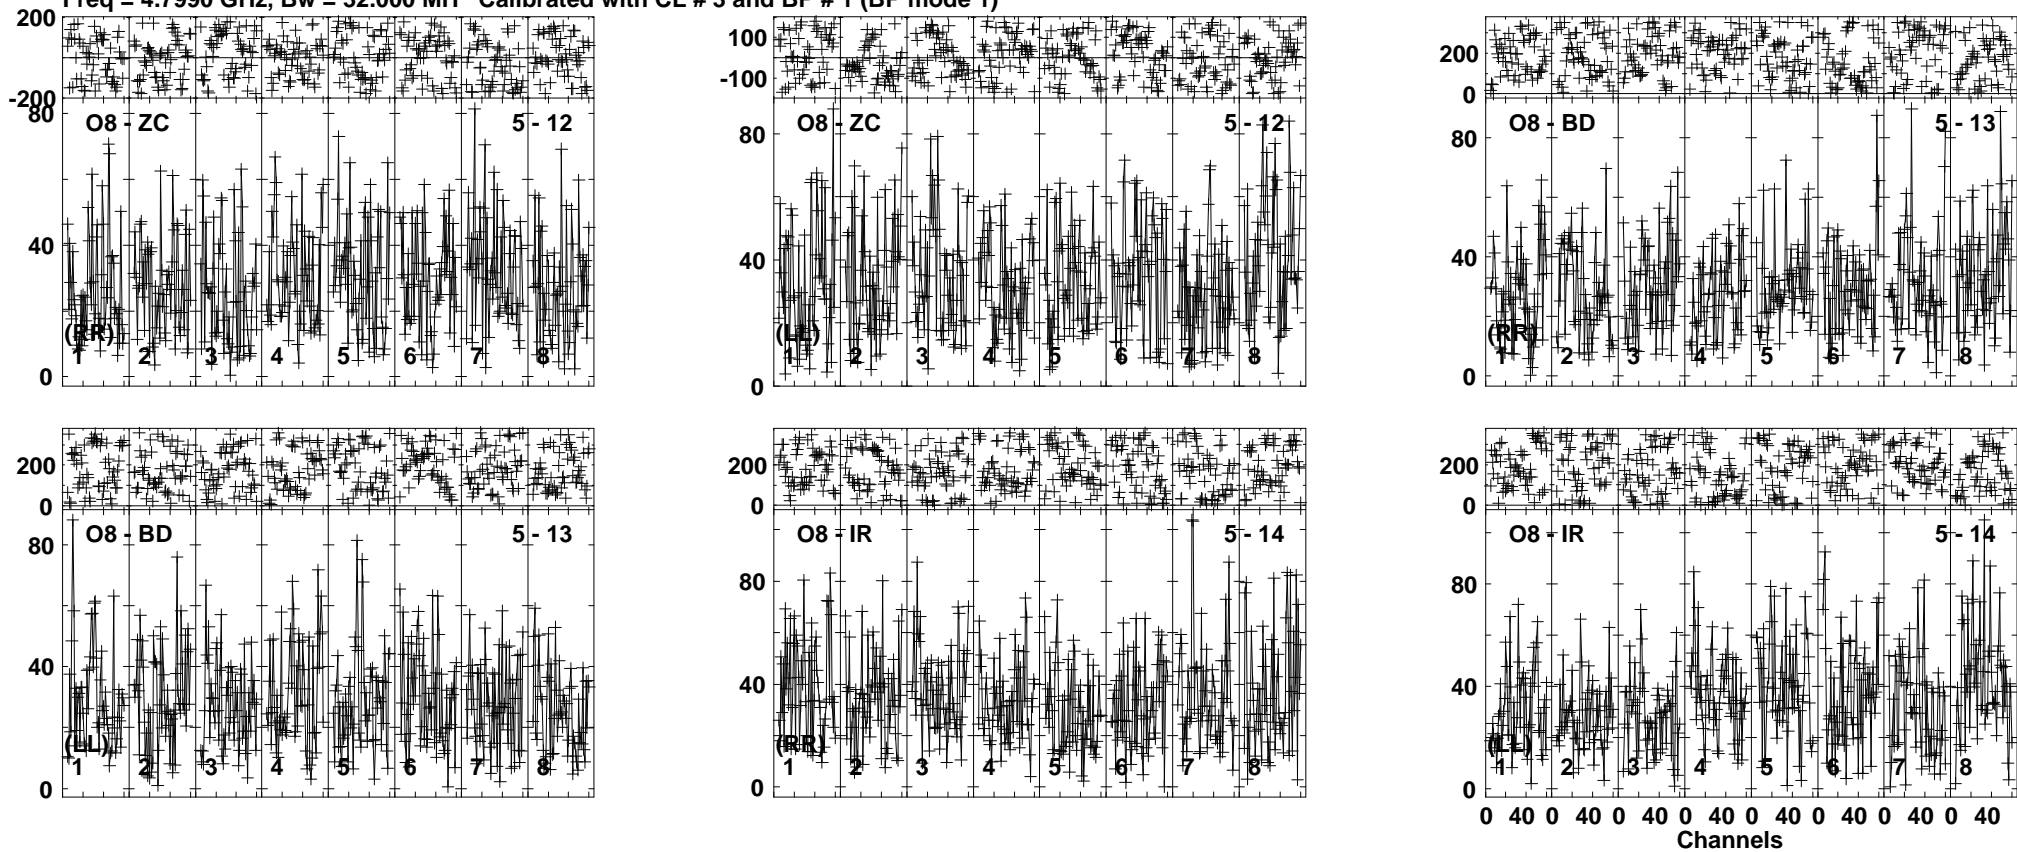 Freq = 4.7990 GHz, Bw = 32.000 MH Calibrated with CL # 3 and BP # 1 (BP mode 1)
200
-200
80
40
0
O8 - ZC 5 - 12
(RR)
1 2 3 4 5 6 7 8
100
-100
80
40
0
O8 - ZC 5 - 12
(LL)
1 2 3 4 5 6 7 8
200
0
80
40
0
O8 - BD 5 - 13
(RR)
1 2 3 4 5 6 7 8
200
0
80
40
0
O8 - BD 5 - 13
(LL)
1 2 3 4 5 6 7 8
200
0
80
40
0
O8 - IR 5 - 14
(RR)
1 2 3 4 5 6 7 8
200
0
80
40
0
O8 - IR 5 - 14
(LL)
1 2 3 4 5 6 7 8
0 40 0 40 0 40 0 40 0 40 0 40 0 40 0 40
Channels